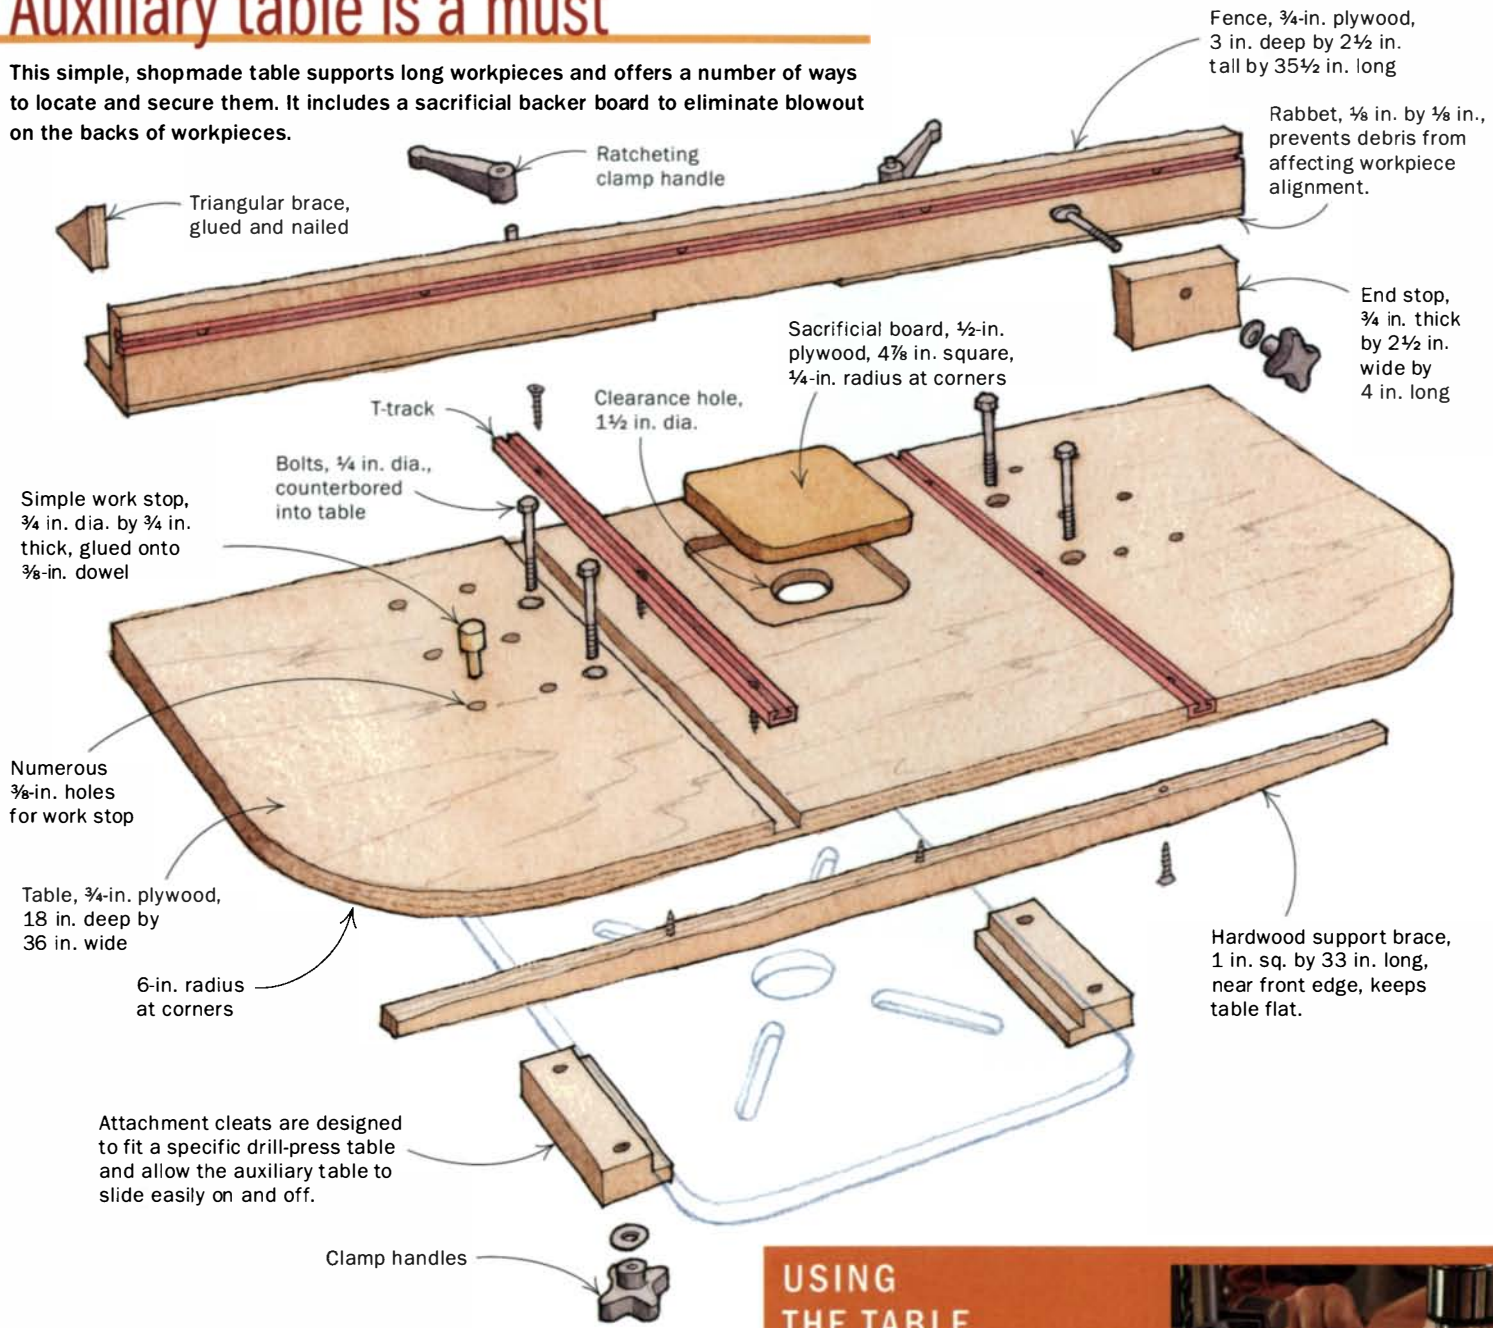 Auxiliary table is a must
This simple, shopmade table supports long workpieces and offers a number of ways
to locate and secure them. It includes a sacrificial backer board to eliminate blowout
on the backs of workpieces.
Fence, ¾-in. plywood,
3 in. deep by 2½ in.
tall by 35½ in. long
Rabbet, ⅛ in. by ⅛ in.,
prevents debris from
affecting workpiece
alignment.
Ratcheting
clamp handle
Triangular brace,
glued and nailed
End stop,
¾ in. thick
by 2½ in.
wide by
4 in. long
Sacrificial board, ½-in.
plywood, 4⅞ in. square,
¼-in. radius at corners
T-track
Clearance hole,
1½ in. dia.
Bolts, ¼ in. dia.,
counterbored
into table
Simple work stop,
¾ in. dia. by ¾ in.
thick, glued onto
⅜-in. dowel
Numerous
⅜-in. holes
for work stop
Table, ¾-in. plywood,
18 in. deep by
36 in. wide
6-in. radius
at corners
Hardwood support brace,
1 in. sq. by 33 in. long,
near front edge, keeps
table flat.
Attachment cleats are designed
to fit a specific drill-press table
and allow the auxiliary table to
slide easily on and off.
Clamp handles
USING
THE TABLE